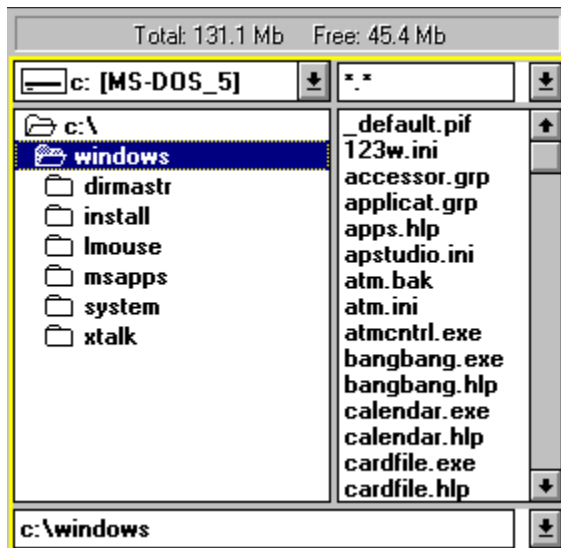 Total: 131.1 Mb Free: 45.4 Mb
c: [MS-DOS_5]
*.*
c:\
windows
dirmastr
install
lmouse
msapps
system
xtalk
_default.pif
123w.ini
accessor.grp
applicat.grp
apps.hlp
apstudio.ini
atm.bak
atm.ini
atmcntrl.exe
bangbang.exe
bangbang.hlp
calendar.exe
calendar.hlp
cardfile.exe
cardfile.hlp
c:\windows